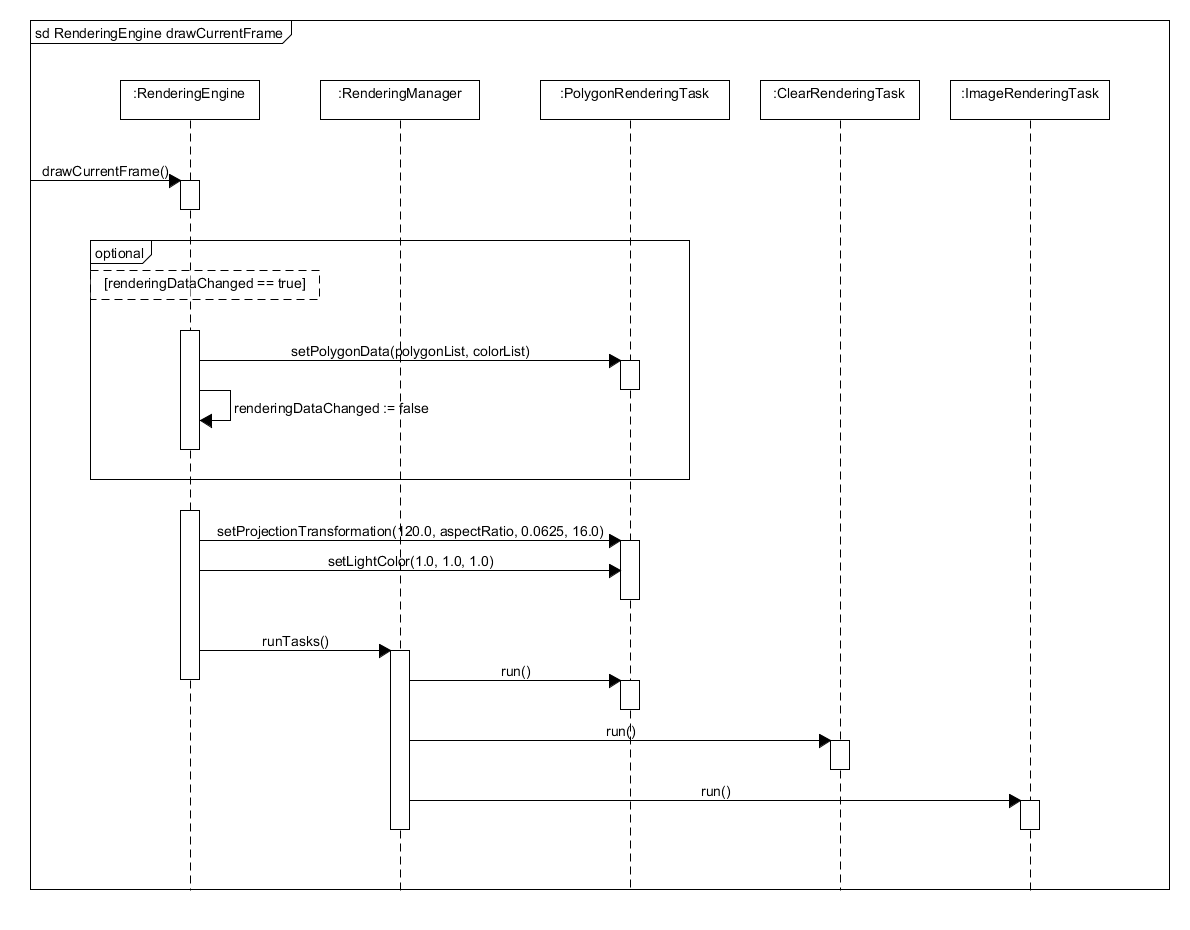 sd RenderingEngine drawCurrentFrame
:RenderingEngine
:RenderingManager
:PolygonRenderingTask
:ClearRenderingTask
:ImageRenderingTask
drawCurrentFrame()
optional
[renderingDataChanged == true]
setPolygonData(polygonList, colorList)
renderingDataChanged := false
setProjectionTransformation(120.0, aspectRatio, 0.0625, 16.0)
setLightColor(1.0, 1.0, 1.0)
runTasks()
run()
run()
run()